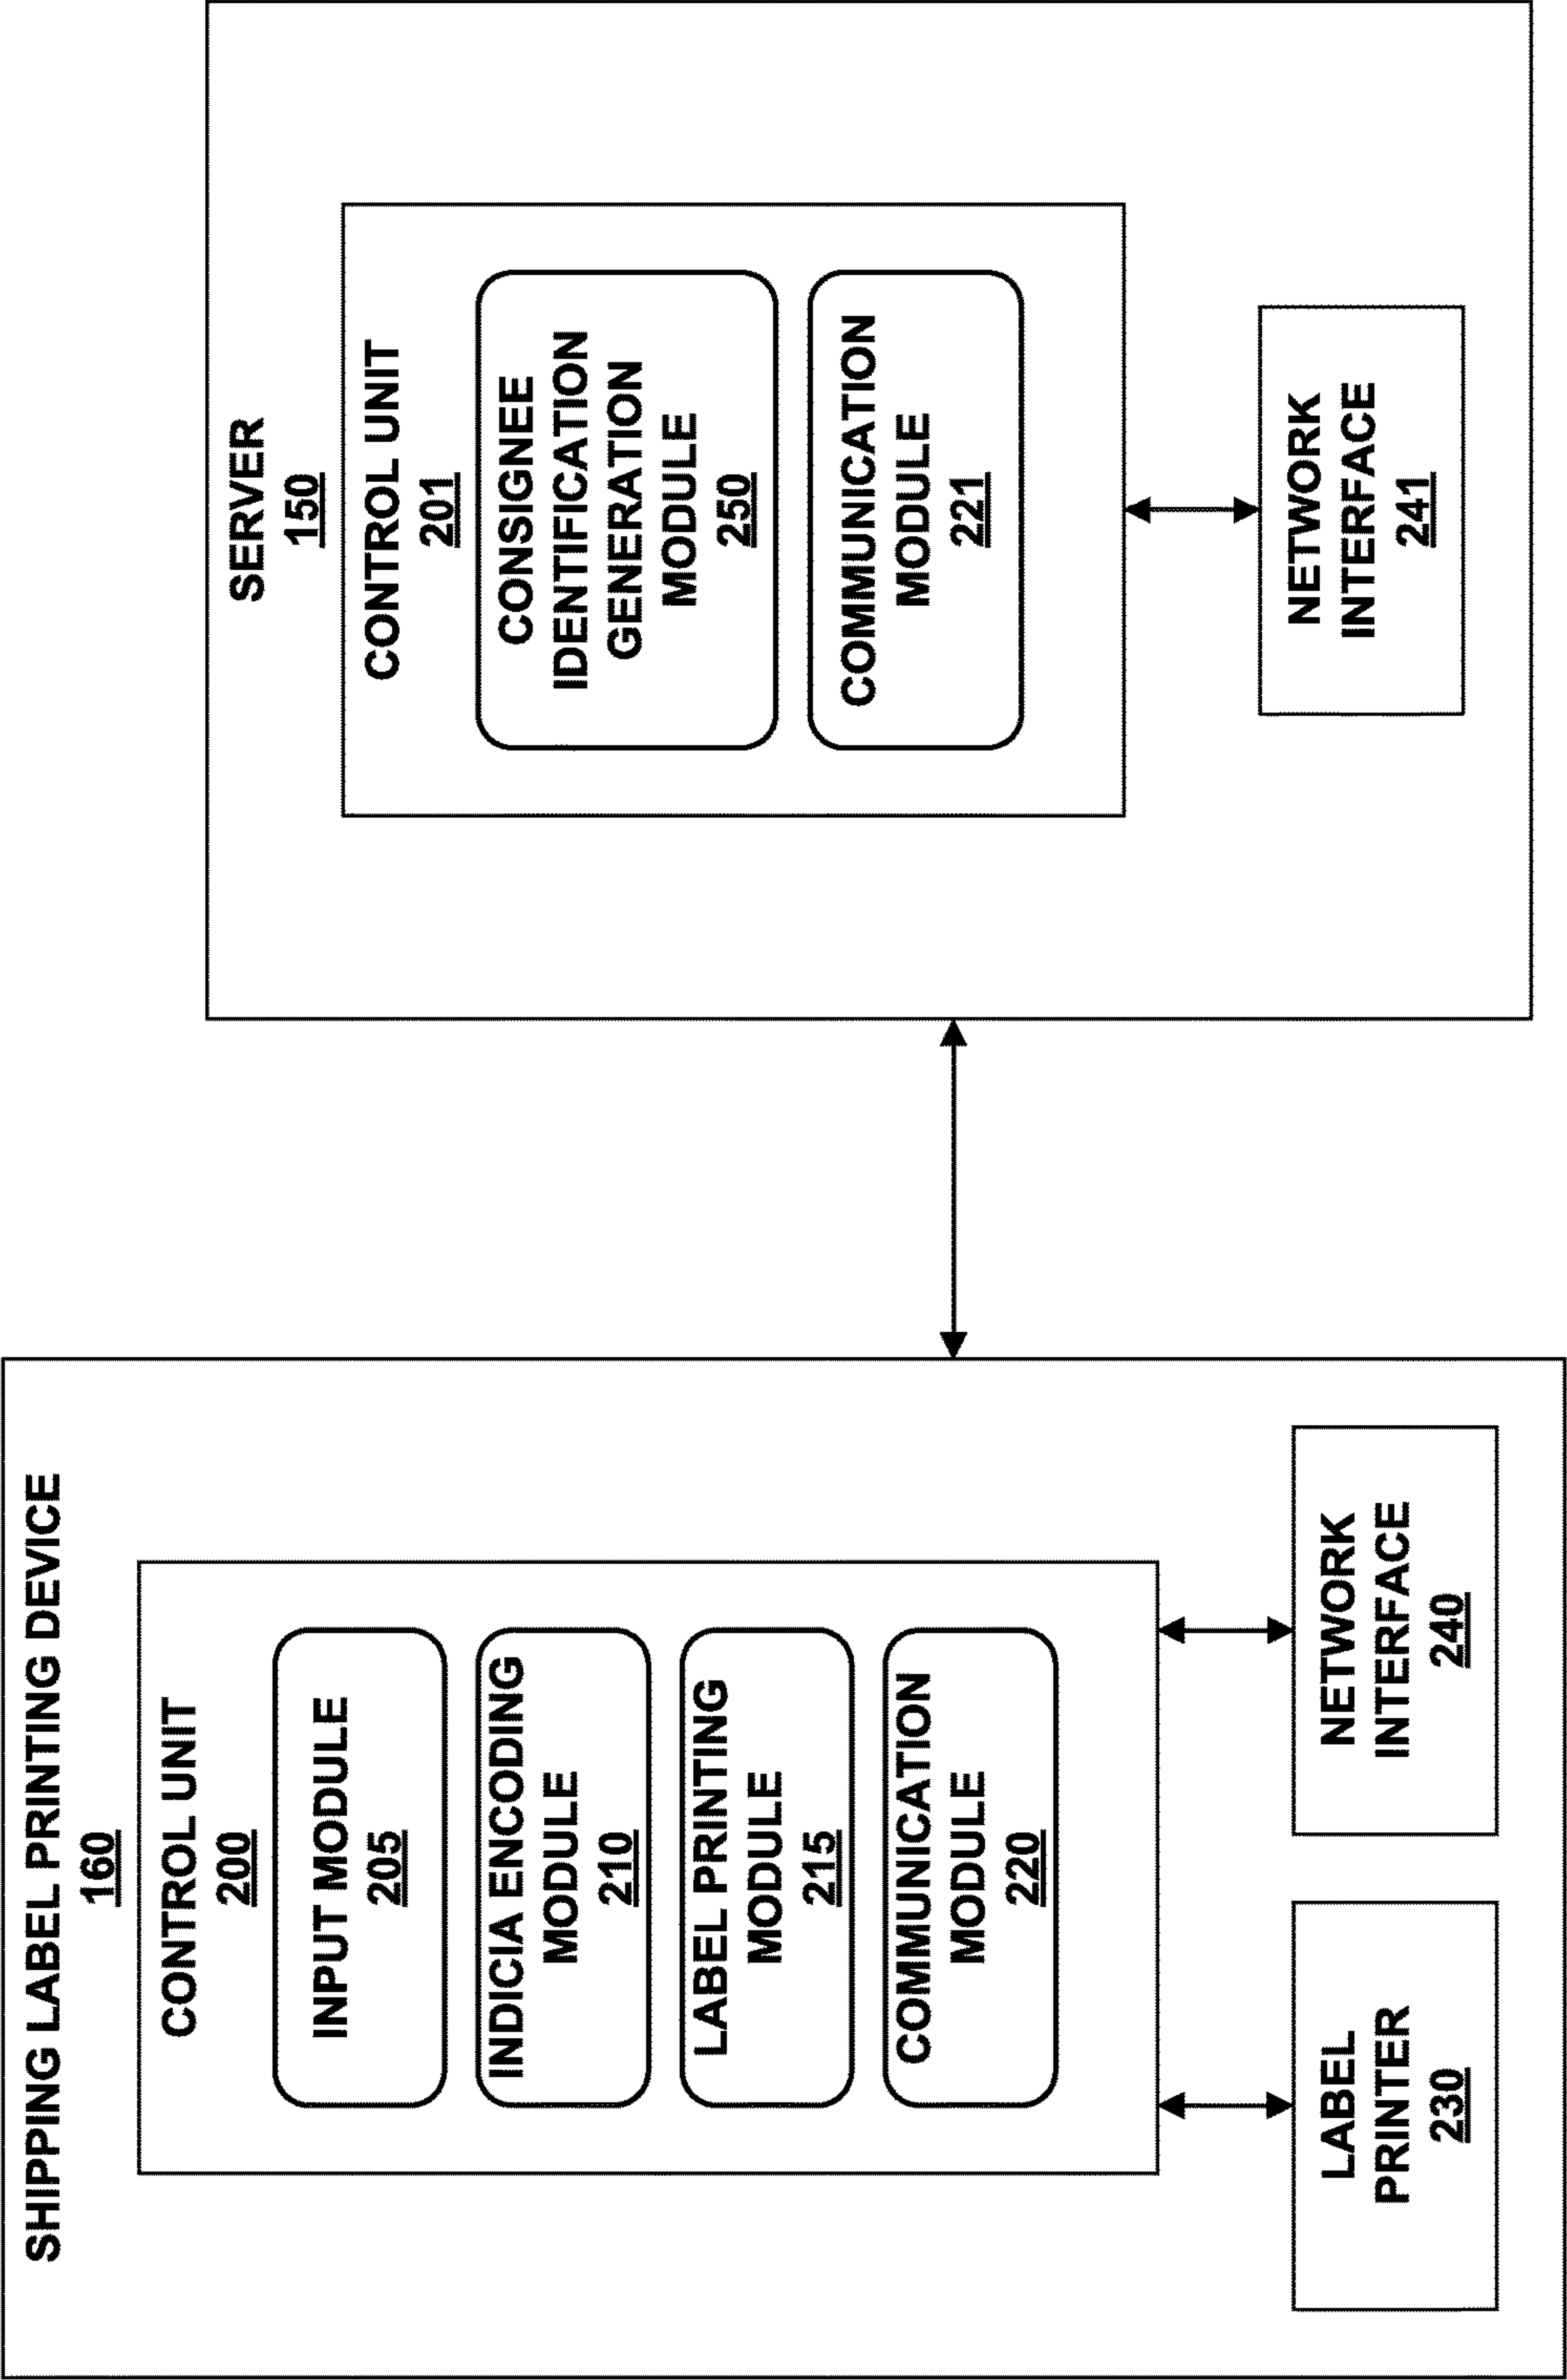 SHIPPING LABEL PRINTING DEVICE
160
CONTROL UNIT
200
INPUT MODULE
205
INDICIA ENCODING
MODULE
210
LABEL PRINTING
MODULE
215
COMMUNICATION
MODULE
220
LABEL
PRINTER
230
NETWORK
INTERFACE
240
SERVER
150
CONTROL UNIT
201
CONSIGNEE
IDENTIFICATION
GENERATION
MODULE
250
COMMUNICATION
MODULE
221
NETWORK
INTERFACE
241